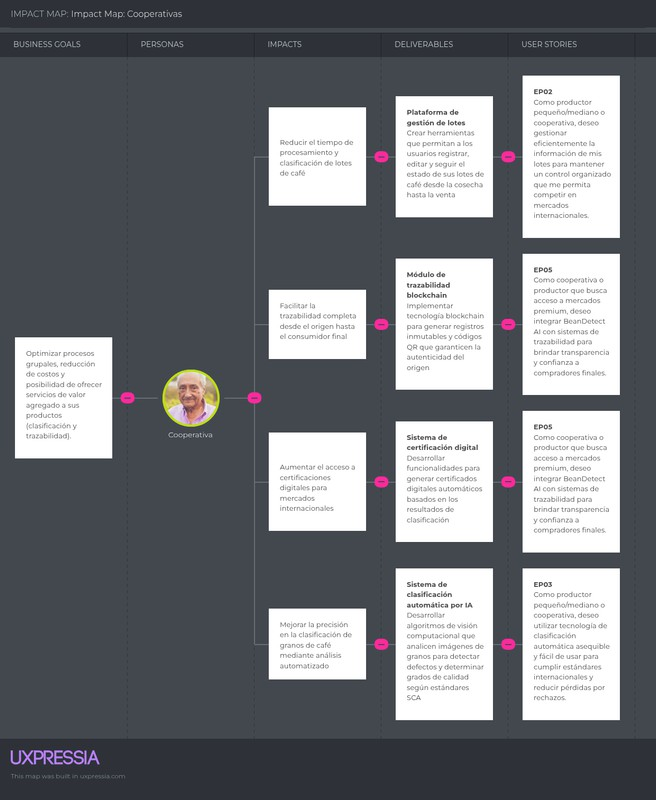 IMPACT MAP: Impact Map: Cooperativas
BUSINESS GOALS
PERSONAS
IMPACTS
DELIVERABLES
USER STORIES
Optimizar procesos
grupales, reducción
de costos y
posibilidad de ofrecer
servicios de valor
agregado a sus
productos
(clasificación y
trazabilidad).
Cooperativa
Reducir el tiempo de
procesamiento y
clasificación de lotes
de café
Plataforma de
gestión de lotes
Crear herramientas
que permitan a los
usuarios registrar,
editar y seguir el
estado de sus lotes de
café desde la cosecha
hasta la venta
EP02
Como productor
pequeño/mediano o
cooperativa, deseo
gestionar
eficientemente la
información de mis
lotes para mantener
un control organizado
que me permita
competir en
mercados
internacionales.
Facilitar la
trazabilidad completa
desde el origen hasta
el consumidor final
Módulo de
trazabilidad
blockchain
Implementar
tecnología blockchain
para generar registros
inmutables y códigos
QR que garanticen la
autenticidad del
origen
EP05
Como cooperativa o
productor que busca
acceso a mercados
premium, deseo
integrar BeanDetect
AI con sistemas de
trazabilidad para
brindar transparencia
y confianza a
compradores finales.
Aumentar el acceso a
certificaciones
digitales para
mercados
internacionales
Sistema de
certificación digital
Desarrollar
funcionalidades para
generar certificados
digitales automáticos
basados en los
resultados de
clasificación
EP05
Como cooperativa o
productor que busca
acceso a mercados
premium, deseo
integrar BeanDetect
AI con sistemas de
trazabilidad para
brindar transparencia
y confianza a
compradores finales.
Mejorar la precisión
en la clasificación de
granos de café
mediante análisis
automatizado
Sistema de
clasificación
automática por IA
Desarrollar
algoritmos de visión
computacional que
analicen imágenes de
granos para detectar
defectos y determinar
grados de calidad
según estándares
SCA
EP03
Como productor
pequeño/mediano o
cooperativa, deseo
utilizar tecnología de
clasificación
automática asequible
y fácil de usar para
cumplir estándares
internacionales y
reducir pérdidas por
rechazos.
UXPRESSIA
This map was built in uxpressia.com